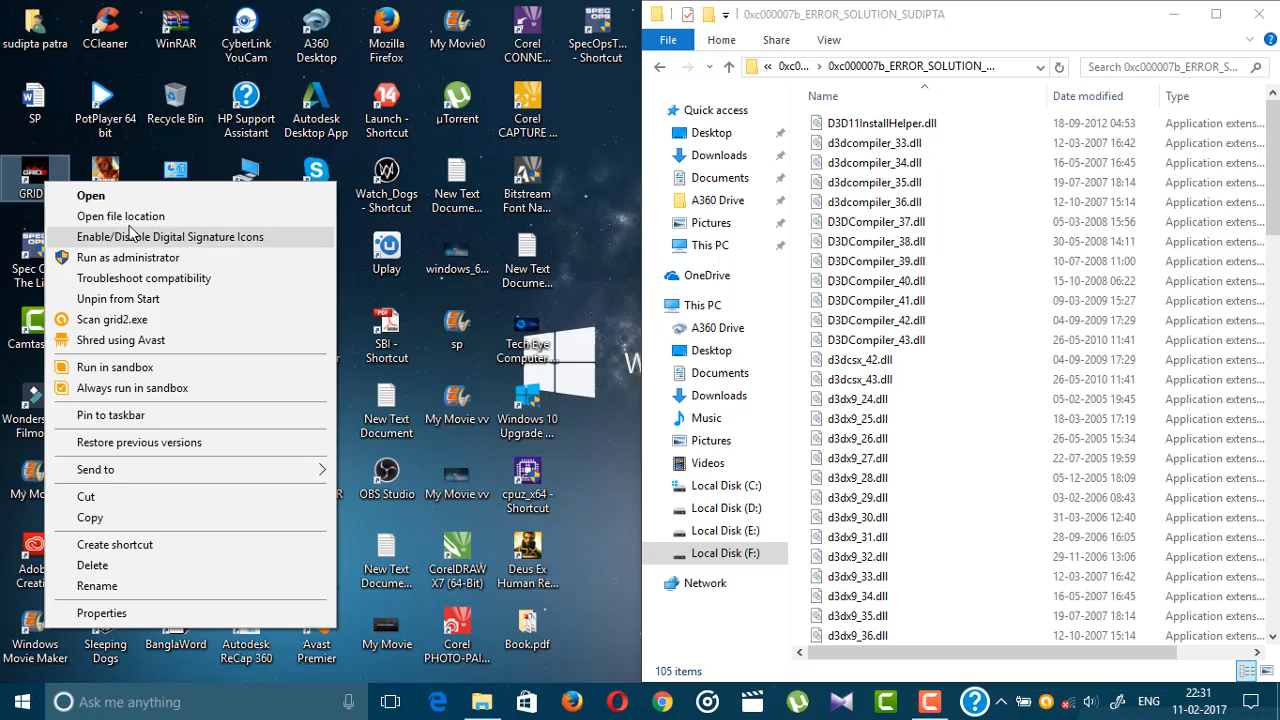 sudipta patra
CCleaner
WinRAR
CyberLink
YouCam
A360
Desktop
Mozilla
Firefox
My Movie0
Corel
CONNE...
SpecOpsT...
- Shortcut
SP
PotPlayer 64
bit
Recycle Bin
HP Support
Assistant
Autodesk
Desktop App
Launch -
Shortcut
µTorrent
Corel
CAPTURE ...
GRID
Watch_Dogs
- Shortcut
New Text
Docume...
Bitstream
Font Na...
Spec O
The Li
Uplay
windows_6...
New Text
Docume...
Camtas
SBI -
Shortcut
sp
Tech Eye
Computer...
Wonders
Filmo
New Text
Document
My Movie vv
Windows 10
Upgrade ...
My M
OBS Studio
My Movie vv
cpuz_x64 -
Shortcut
Adob
Creati
New Text
Docume...
CorelDRAW
X7 (64-Bit)
Deus Ex
Human Re...
Windows
Movie Maker
Sleeping
Dogs
BanglaWord
Autodesk
ReCap 360
Avast
Premier
My Movie
Corel
PHOTO-PAI...
Book.pdf
Open
Open file location
Enable/Disable Digital Signature Icons
Run as administrator
Troubleshoot compatibility
Unpin from Start
Scan grid2.exe
Shred using Avast
Run in sandbox
Always run in sandbox
Pin to taskbar
Restore previous versions
Send to
Cut
Copy
Create shortcut
Delete
Rename
Properties
0xc000007b_ERROR_SOLUTION_SUDIPTA
File Home Share View
« 0xc0... › 0xc000007b_ERROR_SOLUTION_...
Search 0xc000007b_ERROR_S...
Quick access
Desktop
Downloads
Documents
A360 Drive
Pictures
This PC
OneDrive
This PC
A360 Drive
Desktop
Documents
Downloads
Music
Pictures
Videos
Local Disk (C:)
Local Disk (D:)
Local Disk (E:)
Local Disk (F:)
Network
Name Date modified Type
D3D11InstallHelper.dll 18-09-2012 04:53 Application extens...
d3dcompiler_33.dll 12-03-2007 16:42 Application extens...
d3dcompiler_34.dll 16-05-2007 16:45 Application extens...
d3dcompiler_35.dll 19-07-2007 18:14 Application extens...
d3dcompiler_36.dll 12-10-2007 15:14 Application extens...
D3DCompiler_37.dll 05-03-2008 15:56 Application extens...
D3DCompiler_38.dll 30-05-2008 14:11 Application extens...
D3DCompiler_39.dll 10-07-2008 11:00 Application extens...
D3DCompiler_40.dll 15-10-2008 06:22 Application extens...
D3DCompiler_41.dll 09-03-2009 15:27 Application extens...
D3DCompiler_42.dll 04-09-2009 17:29 Application extens...
D3DCompiler_43.dll 26-05-2010 11:41 Application extens...
d3dcsx_42.dll 04-09-2009 17:29 Application extens...
d3dcsx_43.dll 26-05-2010 11:41 Application extens...
d3dx9_24.dll 05-02-2005 19:45 Application extens...
d3dx9_25.dll 18-03-2005 17:19 Application extens...
d3dx9_26.dll 26-05-2005 15:34 Application extens...
d3dx9_27.dll 22-07-2005 19:59 Application extens...
d3dx9_28.dll 05-12-2005 18:09 Application extens...
d3dx9_29.dll 03-02-2006 08:43 Application extens...
d3dx9_30.dll 31-03-2006 12:40 Application extens...
d3dx9_31.dll 28-09-2006 16:05 Application extens...
d3dx9_32.dll 29-11-2006 13:06 Application extens...
d3dx9_33.dll 12-03-2007 16:42 Application extens...
d3dx9_34.dll 16-05-2007 16:45 Application extens...
d3dx9_35.dll 19-07-2007 18:14 Application extens...
d3dx9_36.dll 12-10-2007 15:14 Application extens...
105 items
Ask me anything
ENG
22:31
11-02-2017